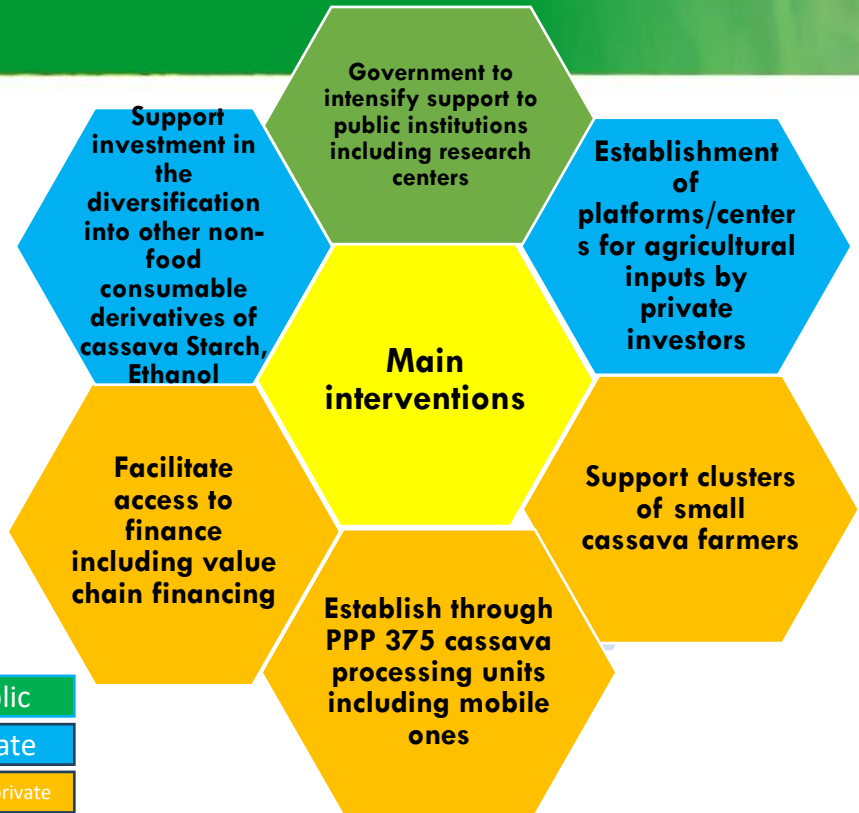 Government to
intensify support to
public institutions
including research
centers
Support
investment in
the
diversification
into other non-
food
consumable
derivatives of
cassava Starch,
Ethanol
Establishment
of
platforms/center
s for agricultural
inputs by
private
investors
Main
interventions
Facilitate
access to
finance
including value
chain financing
Support clusters
of small
cassava farmers
Establish through
PPP 375 cassava
processing units
including mobile
ones
lic
ate
rivate